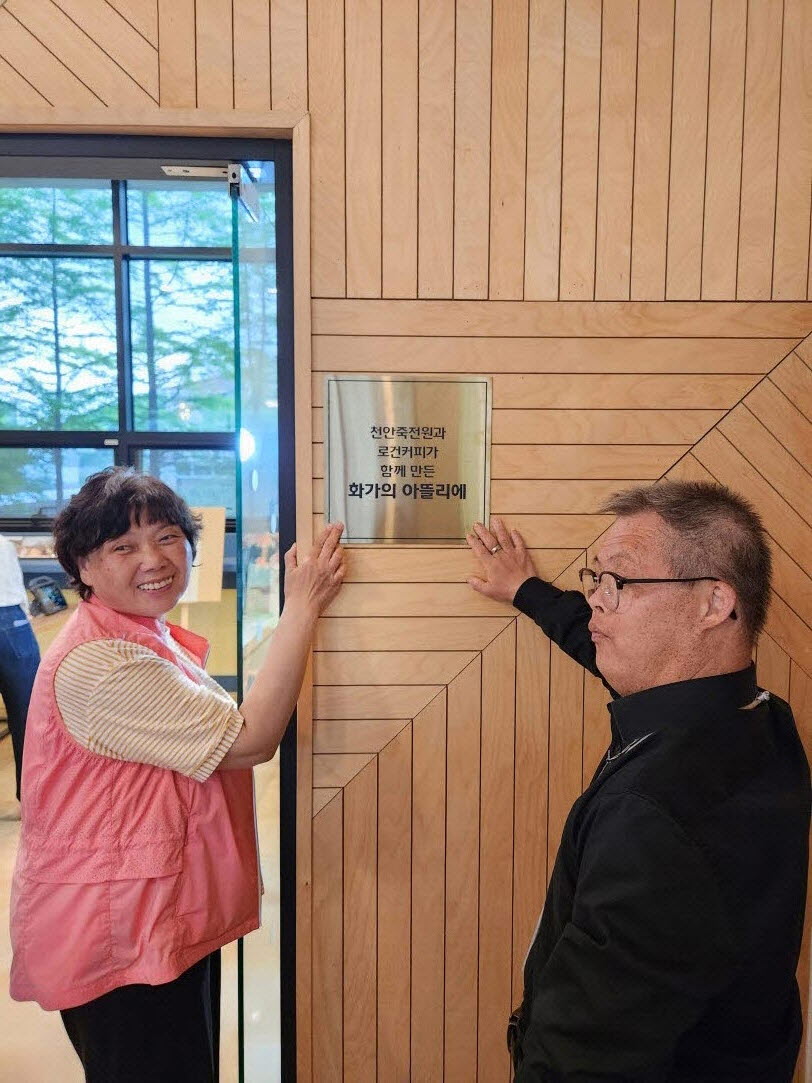 천안죽전원과
로건커피가
함께 만든
화가의 아뜰리에